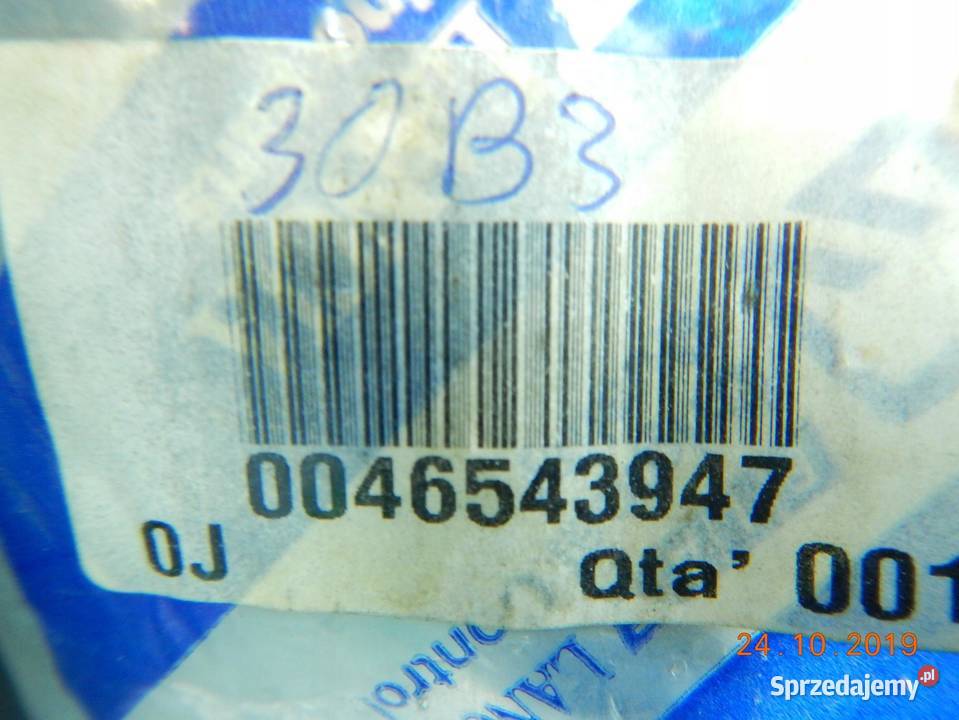 30B3
0046543947
0J
Qta' 001
24.10.2019
Sprzedajemy.pl